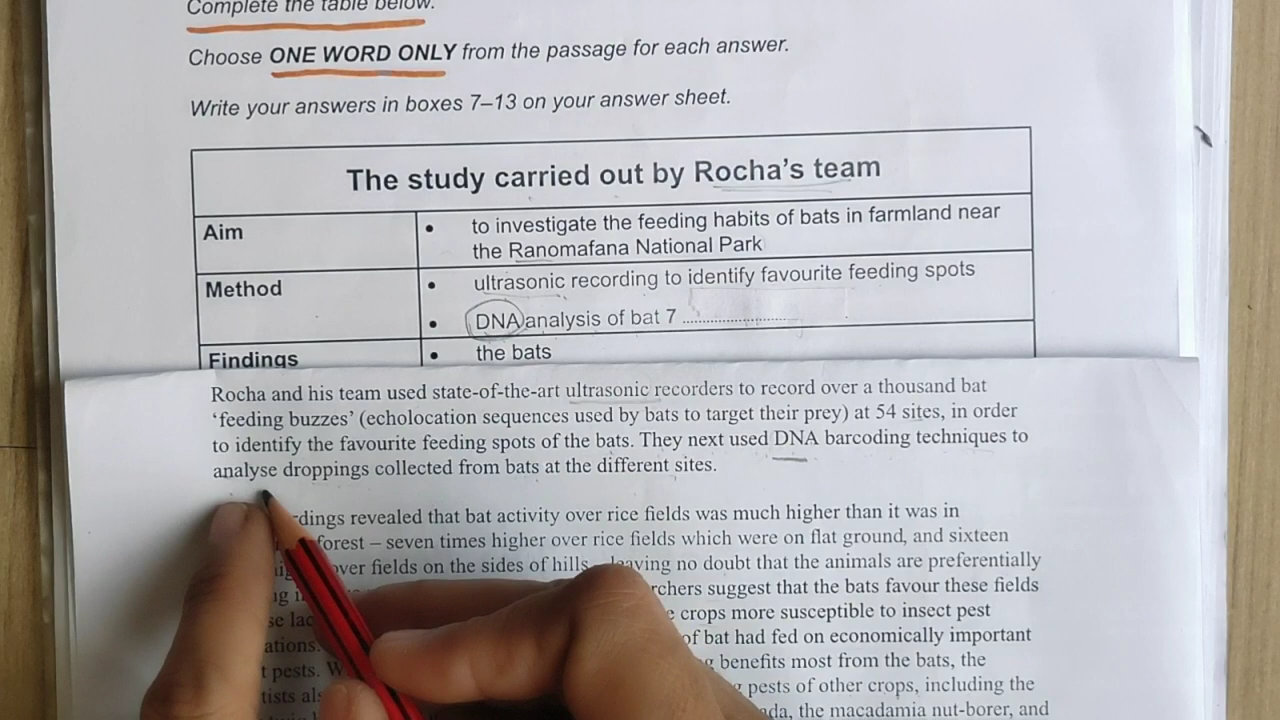 Complete the table below.
Choose ONE WORD ONLY from the passage for each answer.
Write your answers in boxes 7–13 on your answer sheet.
The study carried out by Rocha's team
Aim
• to investigate the feeding habits of bats in farmland near
the Ranomafana National Park
Method
• ultrasonic recording to identify favourite feeding spots
• DNA analysis of bat 7 ........................
Findings
• the bats
Rocha and his team used state-of-the-art ultrasonic recorders to record over a thousand bat
‘feeding buzzes’ (echolocation sequences used by bats to target their prey) at 54 sites, in order
to identify the favourite feeding spots of the bats. They next used DNA barcoding techniques to
analyse droppings collected from bats at the different sites.
revealed that bat activity over rice fields was much higher than it was in
forest – seven times higher over rice fields which were on flat ground, and sixteen
over fields on the sides of hills – leaving no doubt that the animals are preferentially
suggest that the bats favour these fields
crops more susceptible to insect pest
of bat had fed on economically important
pests. benefits most from the bats, the
pests of other crops, including the
the macadamia nut-borer, and